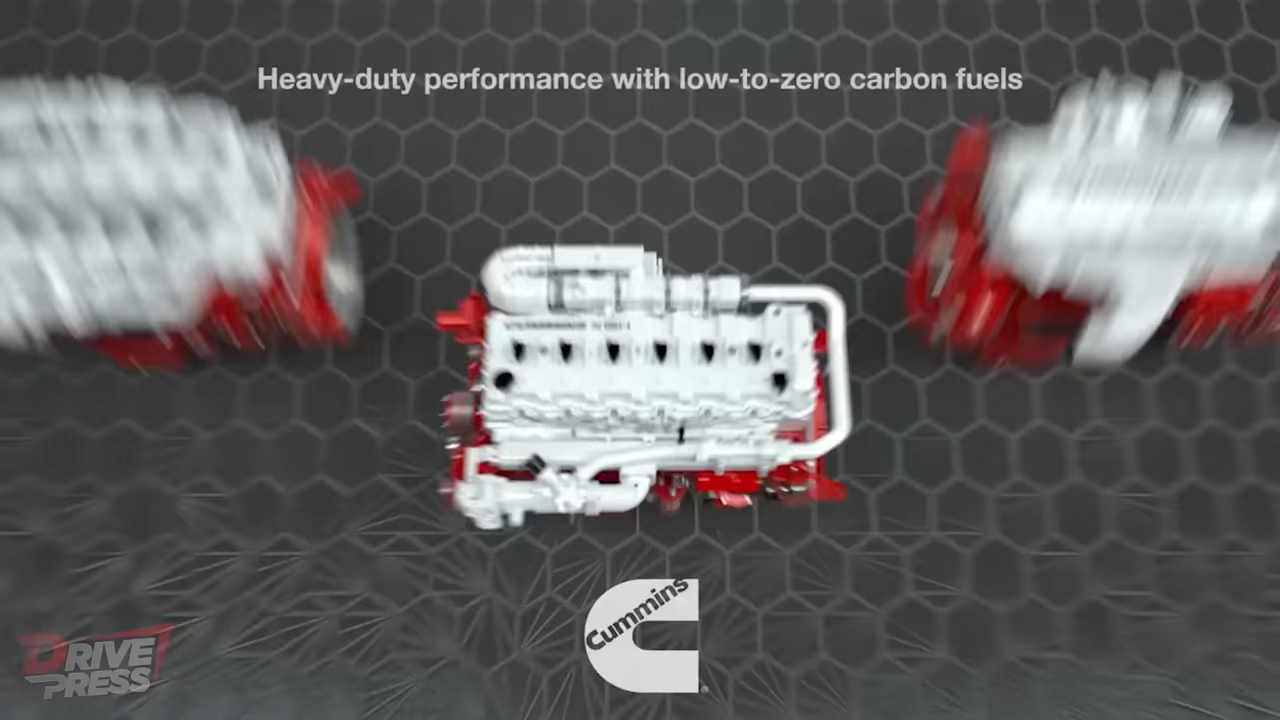 Heavy-duty performance with low-to-zero carbon fuels
Cummins
DRIVE
PRESS